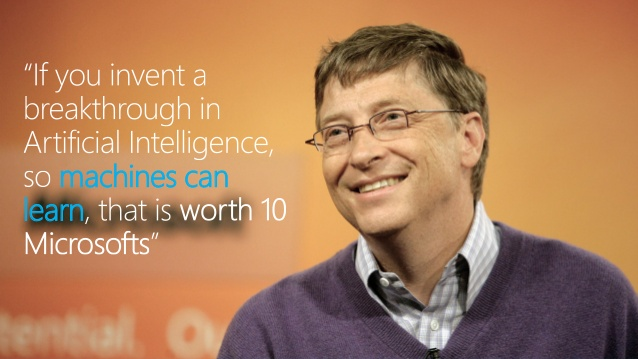 “If you invent a
breakthrough in
Artificial Intelligence,
so machines can
learn, that is worth 10
Microsofts”